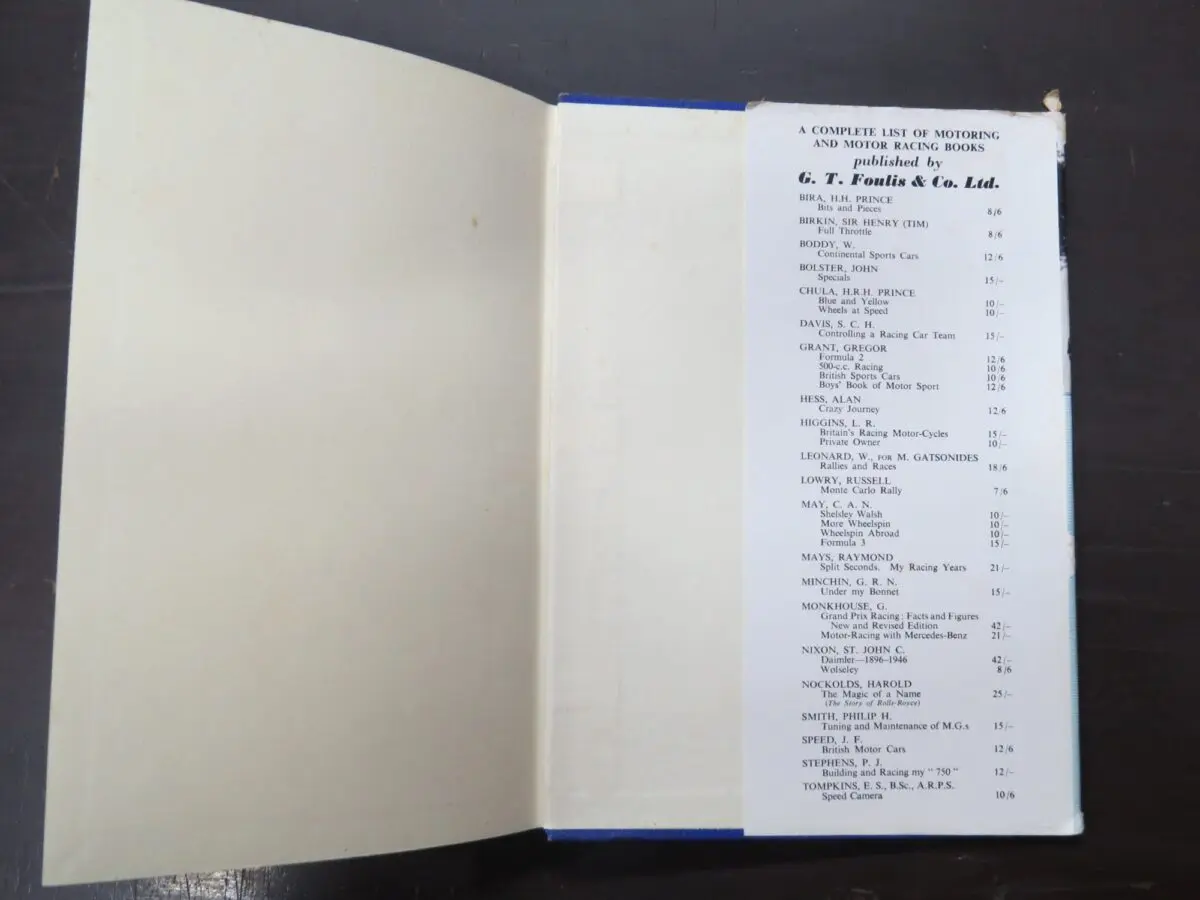 A COMPLETE LIST OF MOTORING
AND MOTOR RACING BOOKS
published by
G. T. Foulis & Co. Ltd.
BIRA, H.H. PRINCE
Bits and Pieces 8/6
BIRKIN, SIR HENRY (TIM)
Full Throttle 8/6
BODDY, W.
Continental Sports Cars 12/6
BOLSTER, JOHN
Specials 15/-
CHULA, H.R.H. PRINCE
Blue and Yellow 10/-
Wheels at Speed 10/-
DAVIS, S. C. H.
Controlling a Racing Car Team 15/-
GRANT, GREGOR
Formula 2 12/6
500-c.c. Racing 10/6
British Sports Cars 10/6
Boys' Book of Motor Sport 12/6
HESS, ALAN
Crazy Journey 12/6
HIGGINS, L. R.
Britain's Racing Motor-Cycles 15/-
Private Owner 10/-
LEONARD, W., FOR M. GATSONIDES
Rallies and Races 18/6
LOWRY, RUSSELL
Monte Carlo Rally 7/6
MAY, C. A. N.
Shelsley Walsh 10/-
More Wheelspin 10/-
Wheelspin Abroad 10/-
Formula 3 15/-
MAYS, RAYMOND
Split Seconds. My Racing Years 21/-
MINCHIN, G. R. N.
Under my Bonnet 15/-
MONKHOUSE, G.
Grand Prix Racing: Facts and Figures
New and Revised Edition 42/-
Motor-Racing with Mercedes-Benz 21/-
NIXON, ST. JOHN C.
Daimler—1896-1946 42/-
Wolseley 8/6
NOCKOLDS, HAROLD
The Magic of a Name 25/-
(The Story of Rolls-Royce)
SMITH, PHILIP H.
Tuning and Maintenance of M.G.s 15/-
SPEED, J. F.
British Motor Cars 12/6
STEPHENS, P. J.
Building and Racing my "750" 12/-
TOMPKINS, E. S., B.Sc., A.R.P.S.
Speed Camera 10/6